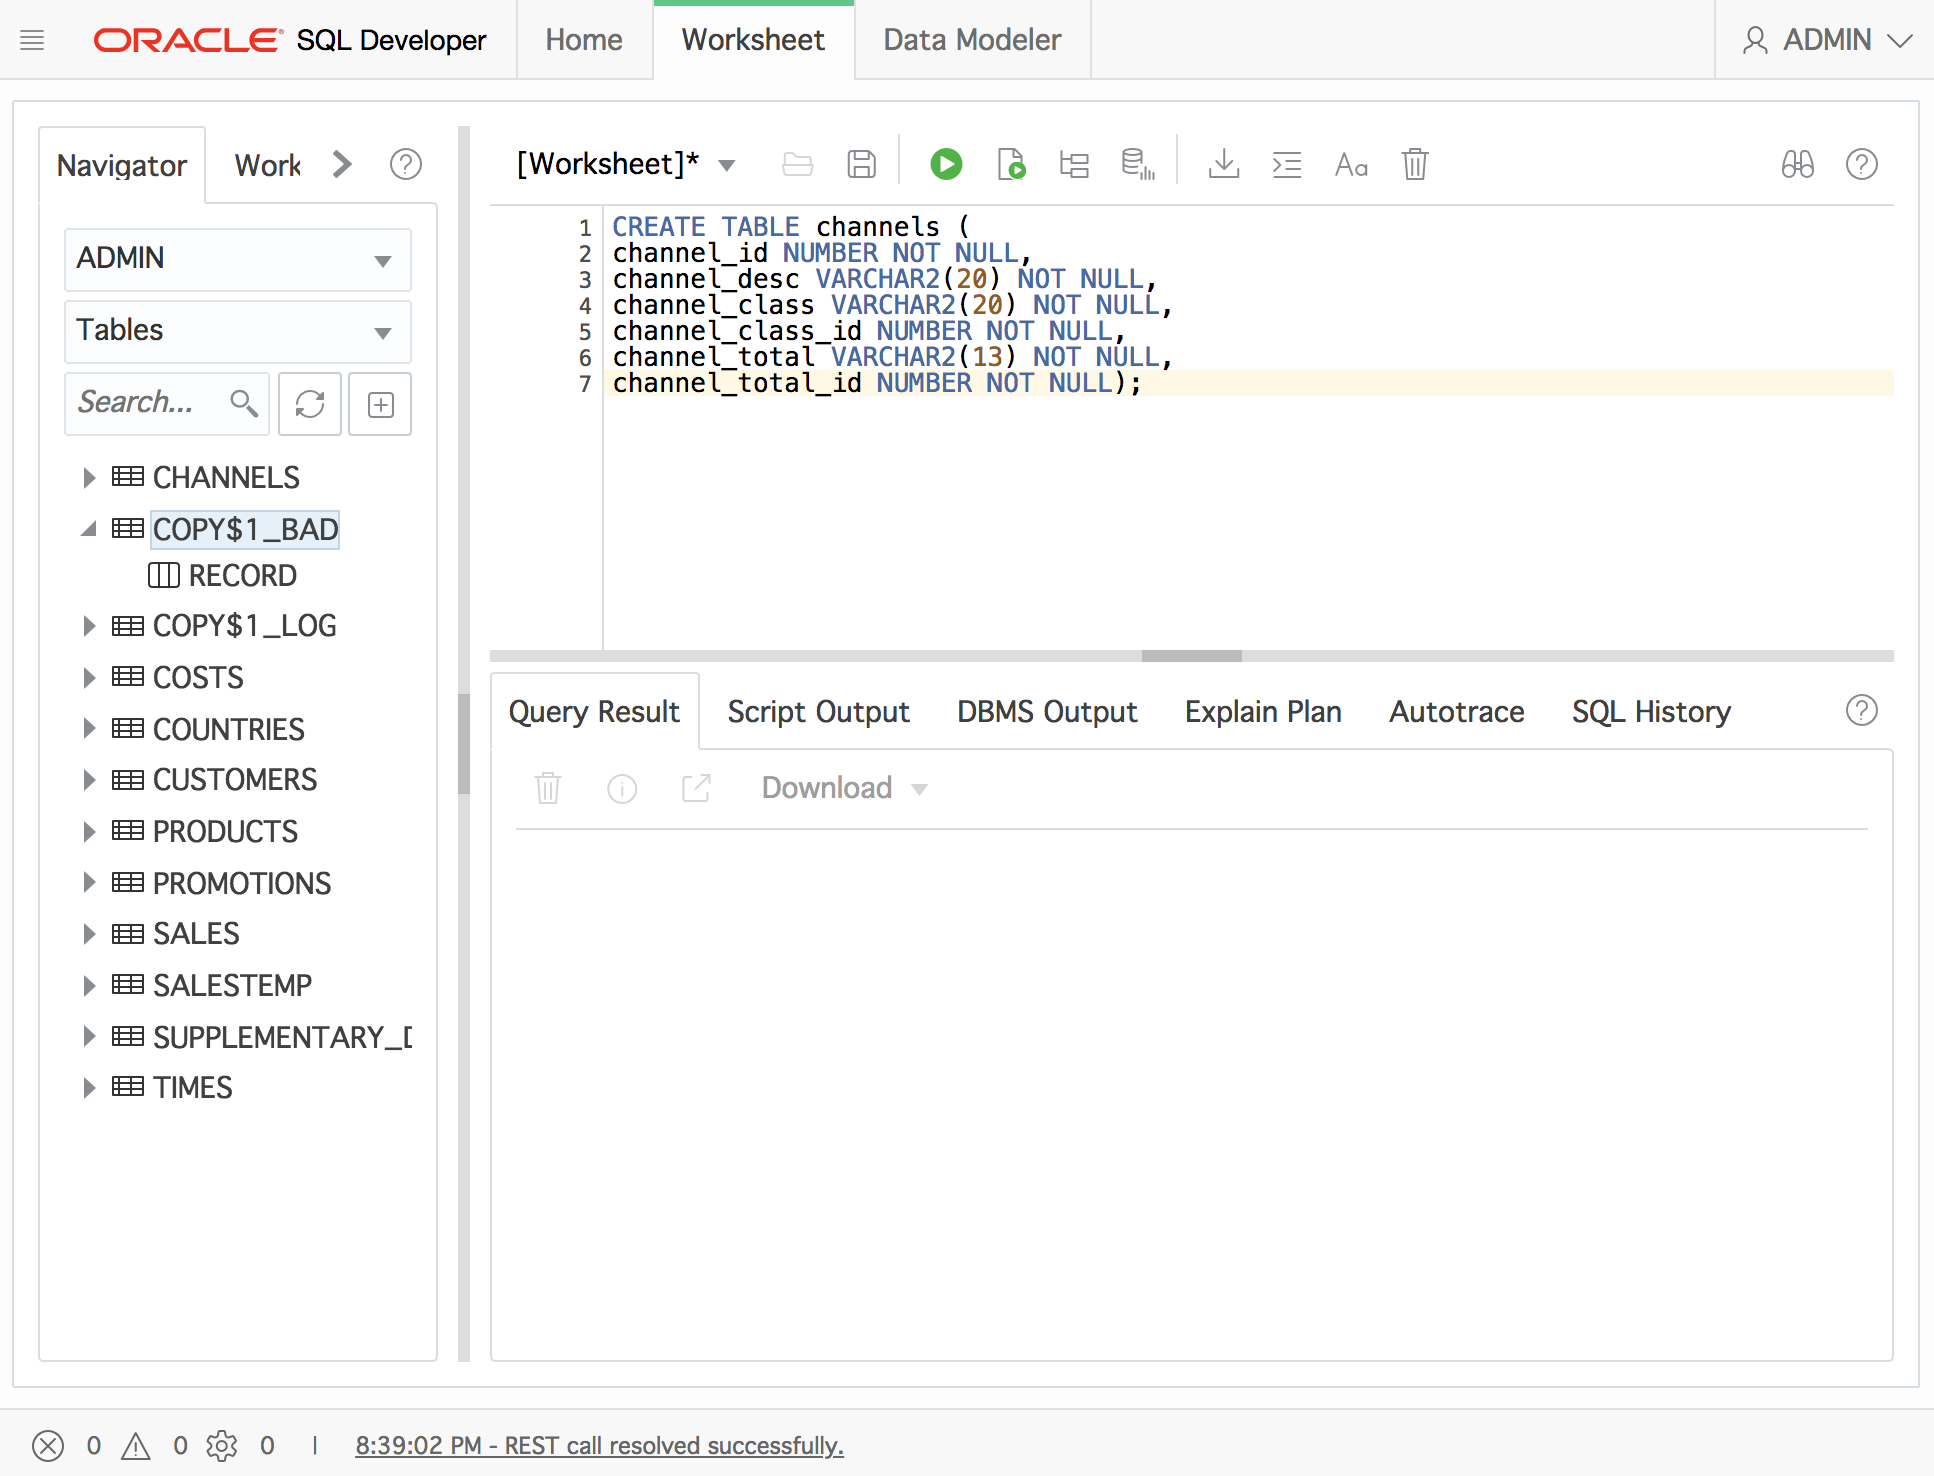 ORACLE SQL Developer
Home
Worksheet
Data Modeler
ADMIN
Navigator
Work
[Worksheet]*
ADMIN
Tables
Search...
CHANNELS
COPY$1_BAD
RECORD
COPY$1_LOG
COSTS
COUNTRIES
CUSTOMERS
PRODUCTS
PROMOTIONS
SALES
SALESTEMP
SUPPLEMENTARY_D
TIMES
Aa
1 CREATE TABLE channels (
2 channel_id NUMBER NOT NULL,
3 channel_desc VARCHAR2(20) NOT NULL,
4 channel_class VARCHAR2(20) NOT NULL,
5 channel_class_id NUMBER NOT NULL,
6 channel_total VARCHAR2(13) NOT NULL,
7 channel_total_id NUMBER NOT NULL);
Query Result
Script Output
DBMS Output
Explain Plan
Autotrace
SQL History
Download
0 0 0 | 8:39:02 PM - REST call resolved successfully.